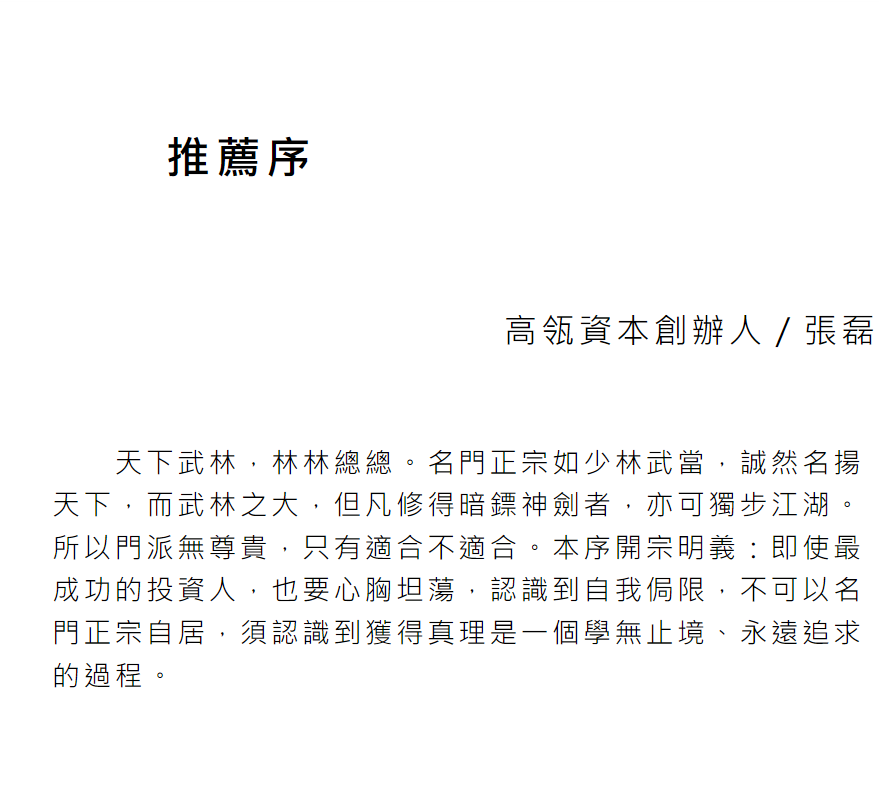 推薦序
高瓴資本創辦人 / 張磊
天下武林，林林總總。名門正宗如少林武當，誠然名揚
天下，而武林之大，但凡修得暗鏢神劍者，亦可獨步江湖。
所以門派無尊貴，只有適合不適合。本序開宗明義：即使最
成功的投資人，也要心胸坦蕩，認識到自我侷限，不可以名
門正宗自居，須認識到獲得真理是一個學無止境、永遠追求
的過程。